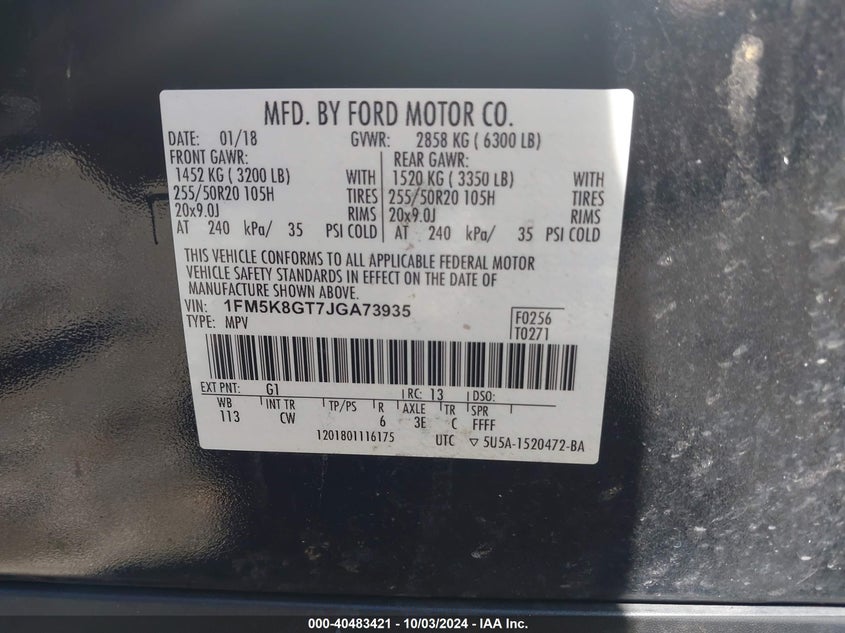 MFD. BY FORD MOTOR CO.
DATE: 01/18 GVWR: 2858 KG ( 6300 LB)
FRONT GAWR: REAR GAWR:
1452 KG ( 3200 LB) WITH 1520 KG ( 3350 LB) WITH
255/50R20 105H TIRES 255/50R20 105H TIRES
20x9.0J RIMS 20x9.0J RIMS
AT 240 kPa/ 35 PSI COLD AT 240 kPa/ 35 PSI COLD
THIS VEHICLE CONFORMS TO ALL APPLICABLE FEDERAL MOTOR
VEHICLE SAFETY STANDARDS IN EFFECT ON THE DATE OF
MANUFACTURE SHOWN ABOVE.
VIN: 1FM5K8GT7JGA73935 F0256
TYPE: MPV T0271
EXT PNT: G1 RC: 13 DSO:
WB INT TR TP/PS R AXLE TR SPR
113 CW 6 3E C FFFF
1201801116175 UTC ▽ 5U5A-1520472-BA
000-40483421 - 10/03/2024 - IAA Inc.